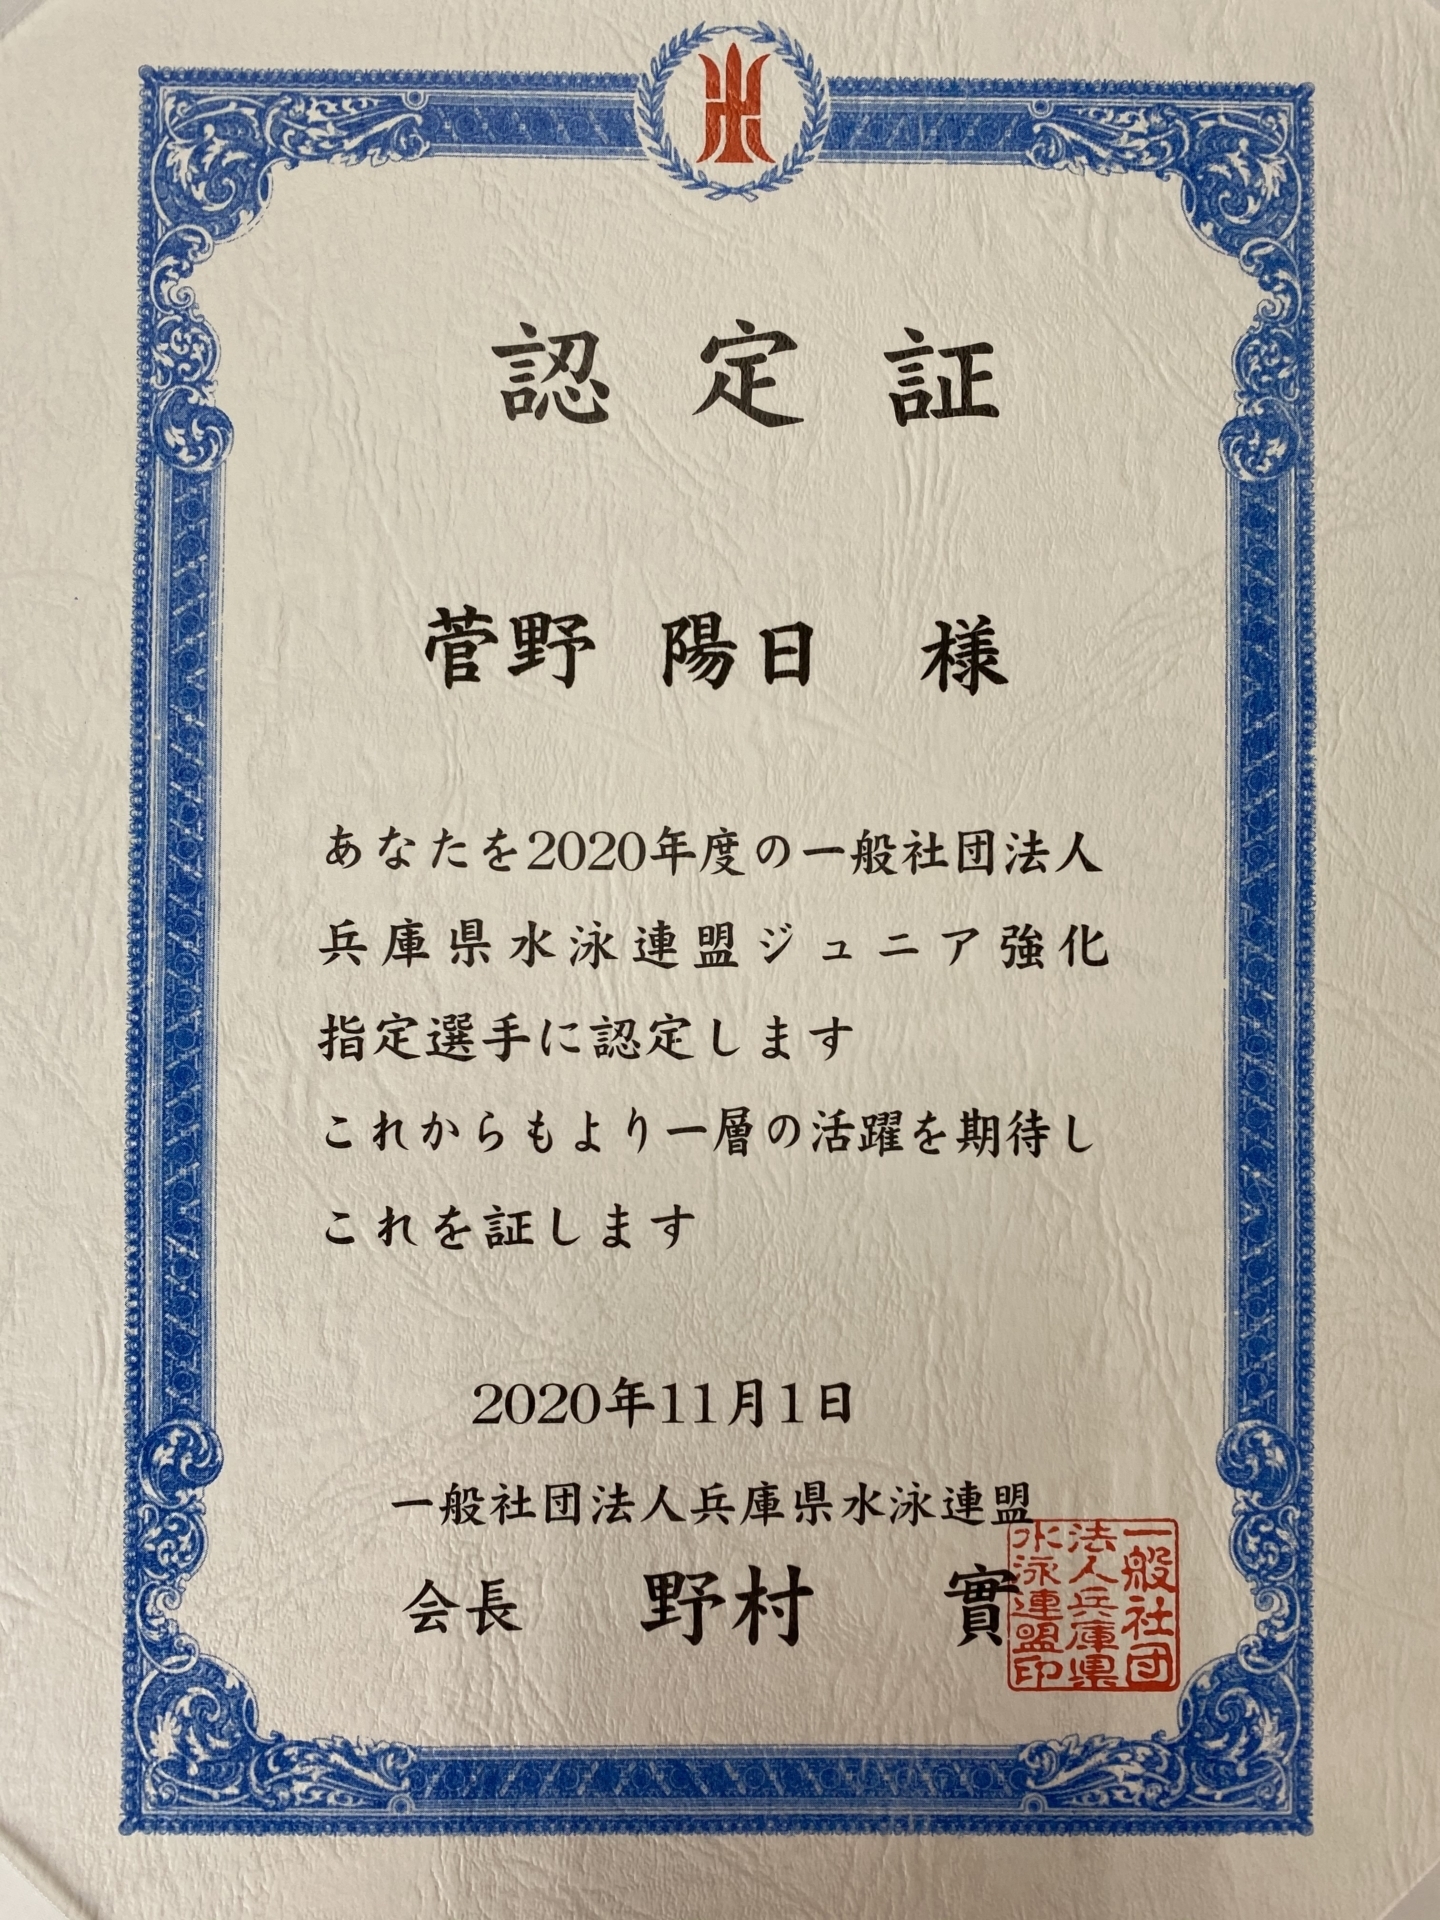 認定証
菅野 陽日 様
あなたを2020年度の一般社団法人
兵庫県水泳連盟ジュニア強化
指定選手に認定します
これからもより一層の活躍を期待し
これを証します
2020年11月1日
一般社団法人兵庫県水泳連盟
会長 野村 實
一般社団
法人兵庫県
水泳連盟印